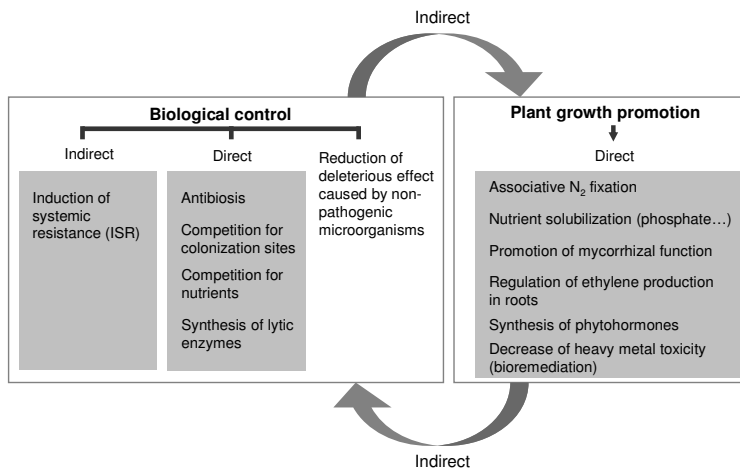 Indirect
Biological control
Indirect
Induction of
systemic
resistance (ISR)
Direct
Antibiosis
Competition for
colonization sites
Competition for
nutrients
Synthesis of lytic
enzymes
Reduction of
deleterious effect
caused by non-
pathogenic
microorganisms
Plant growth promotion
Direct
Associative N₂ fixation
Nutrient solubilization (phosphate…)
Promotion of mycorrhizal function
Regulation of ethylene production
in roots
Synthesis of phytohormones
Decrease of heavy metal toxicity
(bioremediation)
Indirect